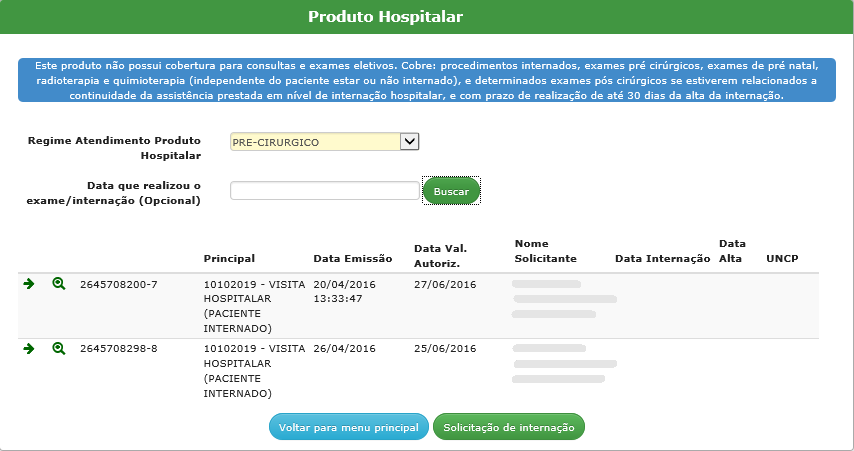 Produto Hospitalar
Este produto não possui cobertura para consultas e exames eletivos. Cobre: procedimentos internados, exames pré cirúrgicos, exames de pré natal,
radioterapia e quimioterapia (independente do paciente estar ou não internado), e determinados exames pós cirúrgicos se estiverem relacionados a
continuidade da assistência prestada em nível de internação hospitalar, e com prazo de realização de até 30 dias da alta da internação.
Regime Atendimento Produto
Hospitalar
PRE-CIRURGICO
Data que realizou o
exame/internação (Opcional)
Buscar
Principal
Data Emissão
Data Val.
Autoriz.
Nome
Solicitante
Data Internação
Data
Alta
UNCP
2645708200-7
10102019 - VISITA
HOSPITALAR
(PACIENTE
INTERNADO)
20/04/2016
13:33:47
27/06/2016
2645708298-8
10102019 - VISITA
HOSPITALAR
(PACIENTE
INTERNADO)
26/04/2016
25/06/2016
Voltar para menu principal
Solicitação de internação